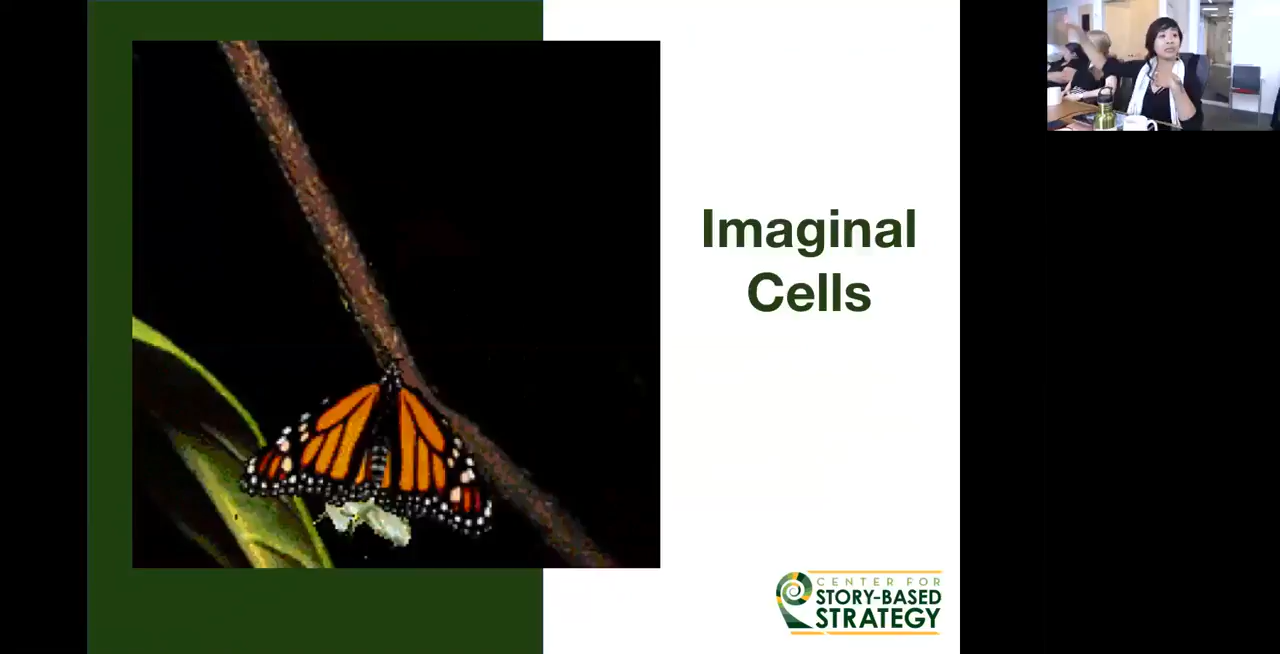 Imaginal
Cells
CENTER FOR
STORY-BASED
STRATEGY